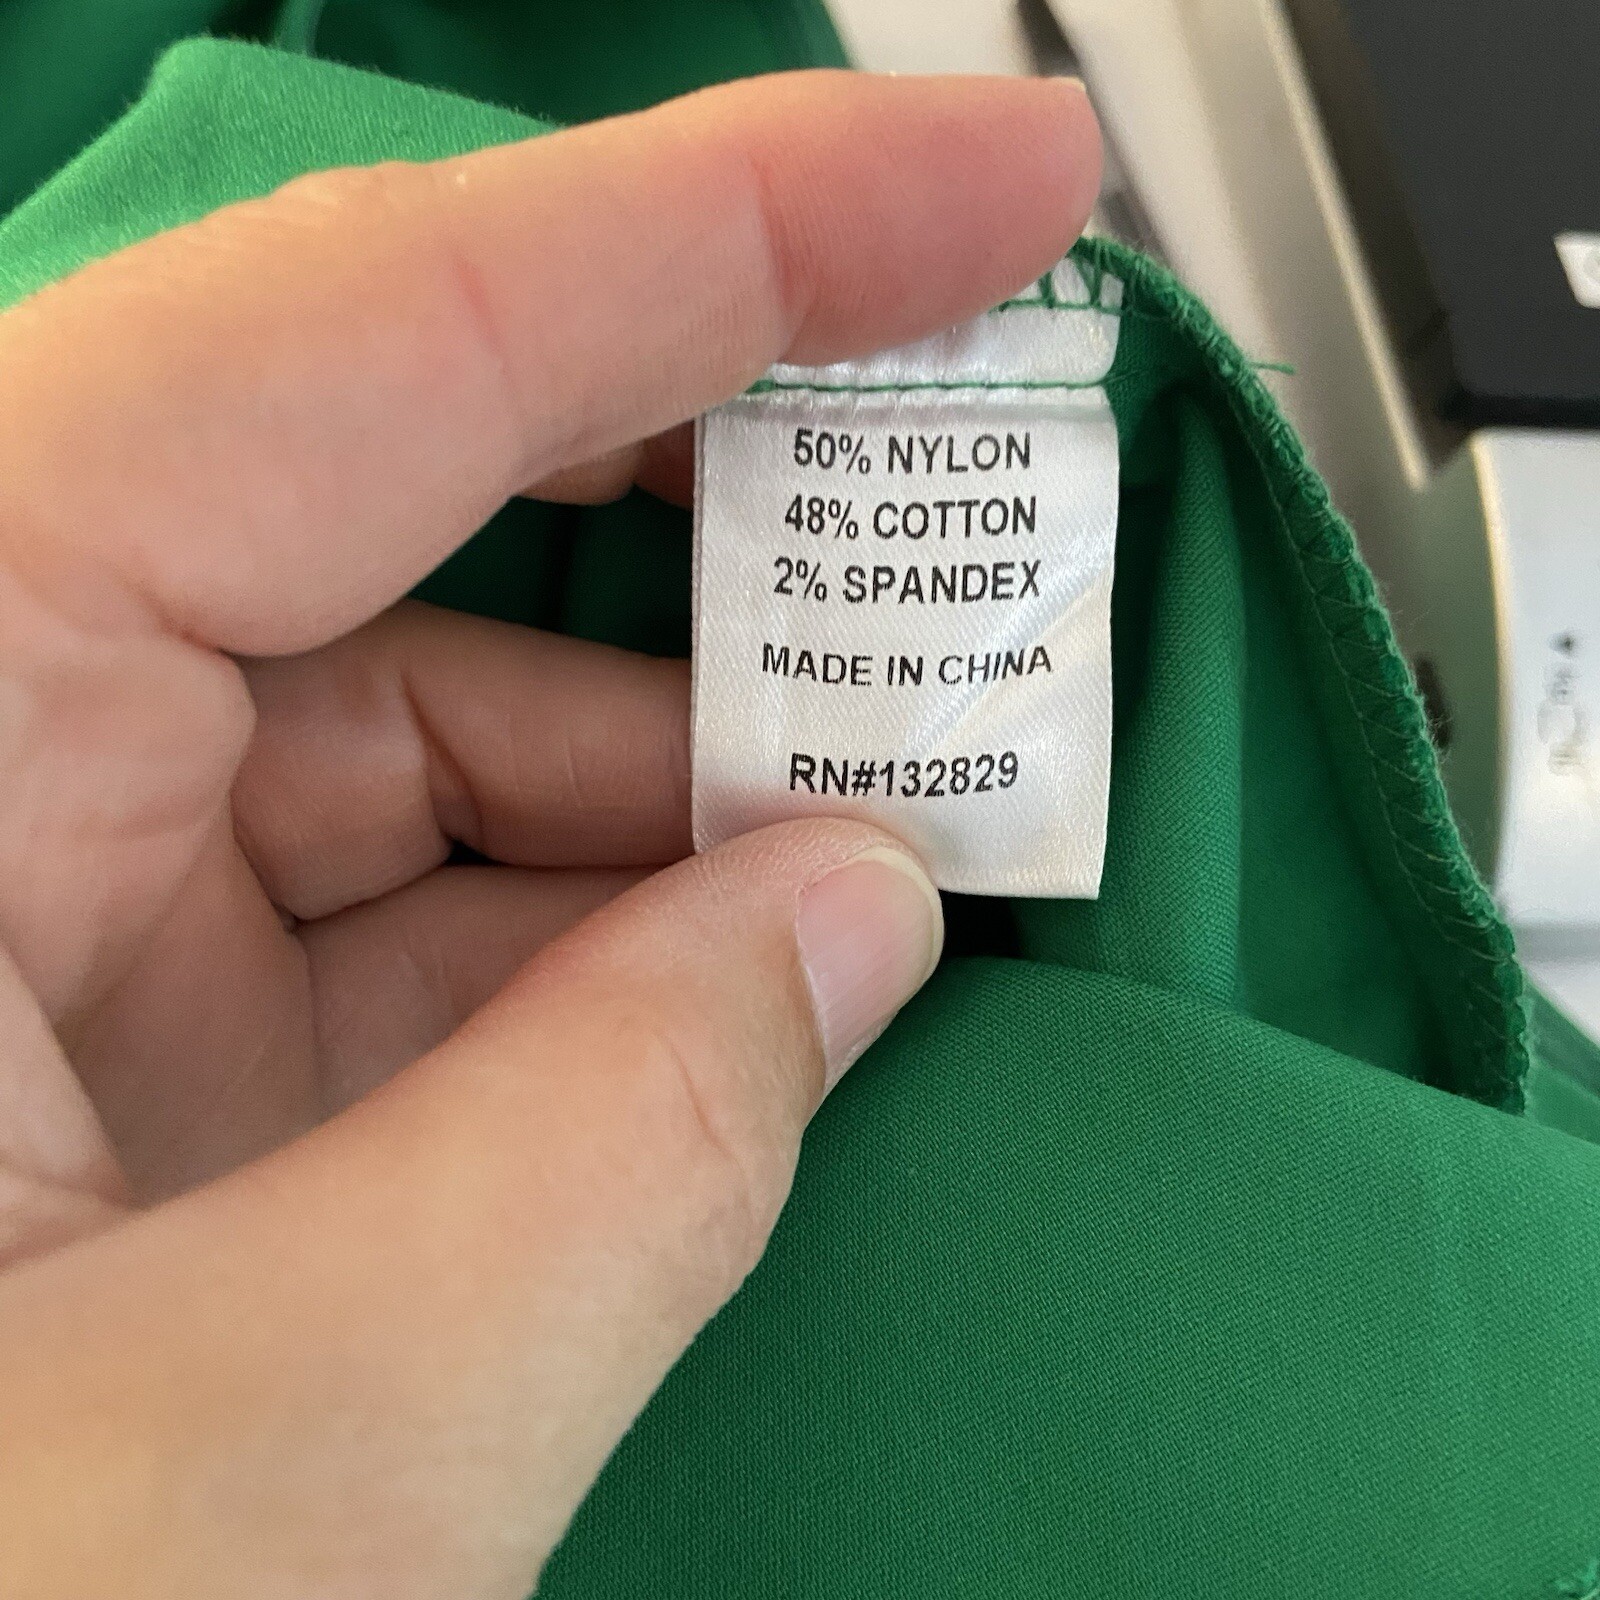 50% NYLON
48% COTTON
2% SPANDEX
MADE IN CHINA
RN#132829